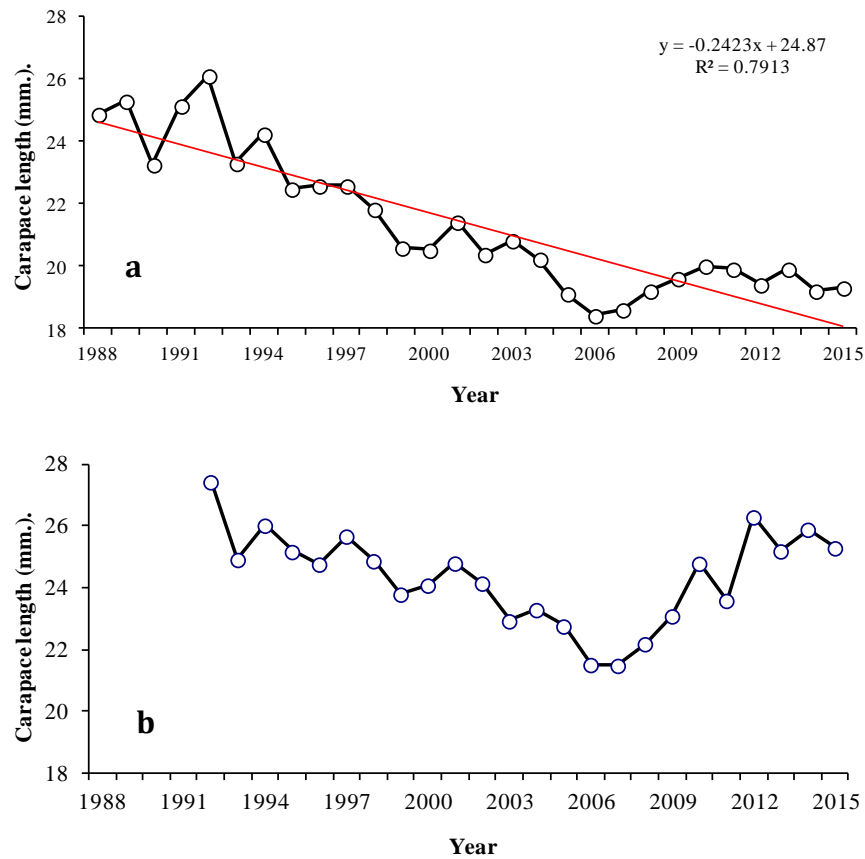 28
26
24
22
20
18
Carapace length (mm.).
y = -0.2423x + 24.87
R² = 0.7913
a
1988 1991 1994 1997 2000 2003 2006 2009 2012 2015
Year
28
26
24
22
20
18
Carapace length (mm.).
b
1988 1991 1994 1997 2000 2003 2006 2009 2012 2015
Year